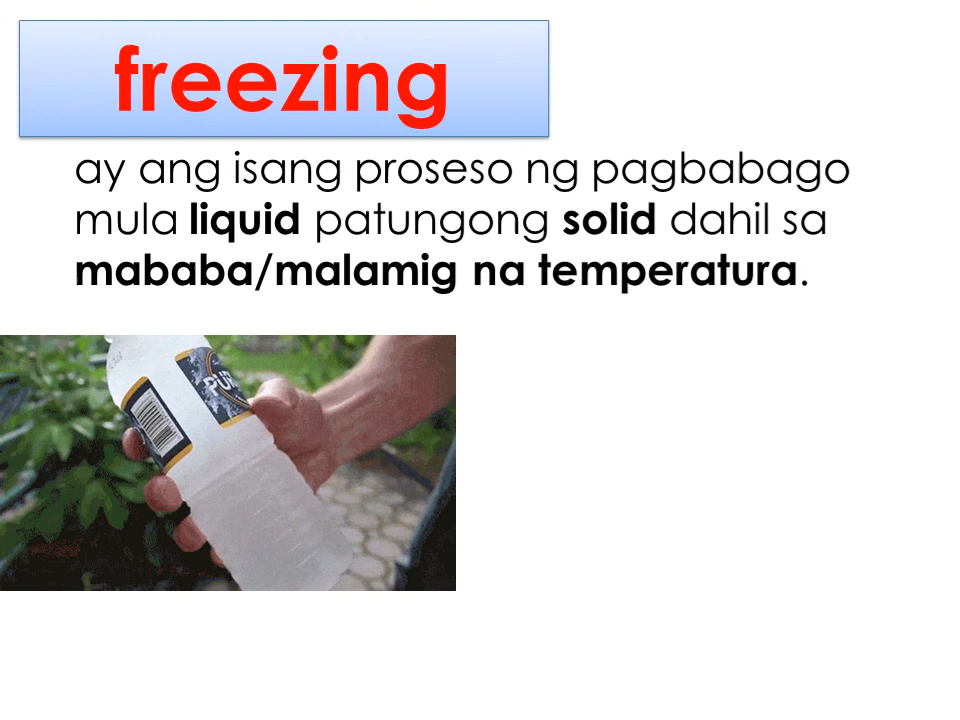 freezing
ay ang isang proseso ng pagbabago
mula liquid patungong solid dahil sa
mababa/malamig na temperatura.